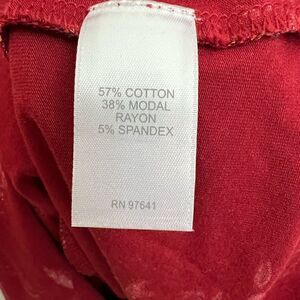 57% COTTON
38% MODAL
RAYON
5% SPANDEX
RN 97641